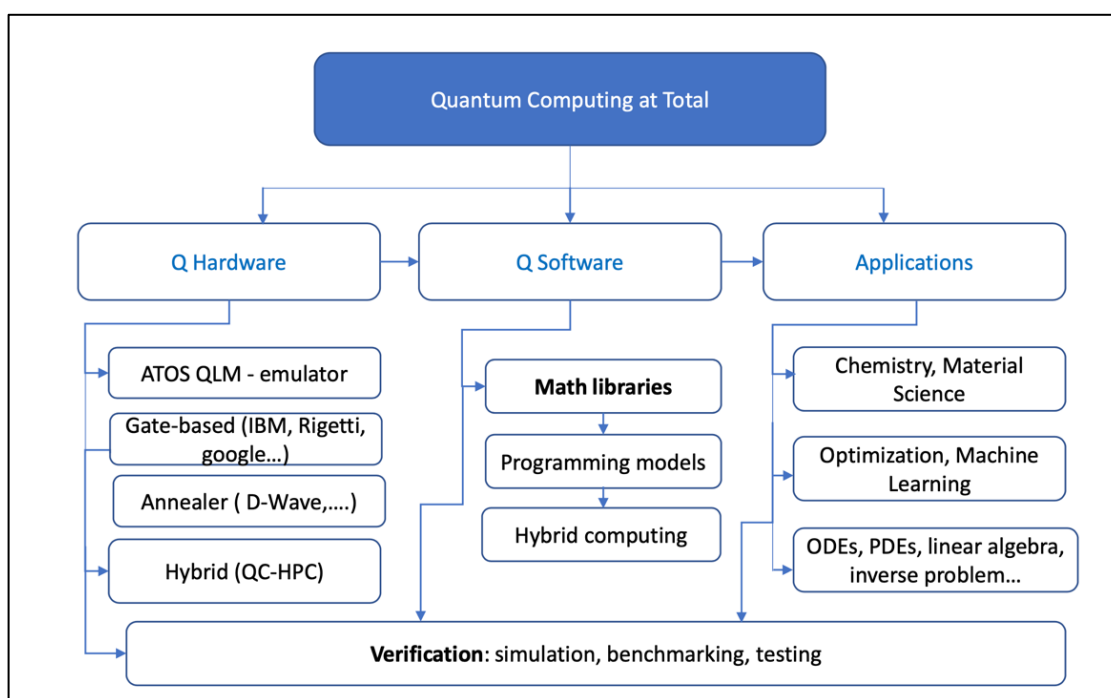 Quantum Computing at Total
Q Hardware
Q Software
Applications
ATOS QLM - emulator
Gate-based (IBM, Rigetti,
google...)
Annealer ( D-Wave,....)
Hybrid (QC-HPC)
Math libraries
Programming models
Hybrid computing
Chemistry, Material
Science
Optimization, Machine
Learning
ODEs, PDEs, linear algebra,
inverse problem...
Verification: simulation, benchmarking, testing